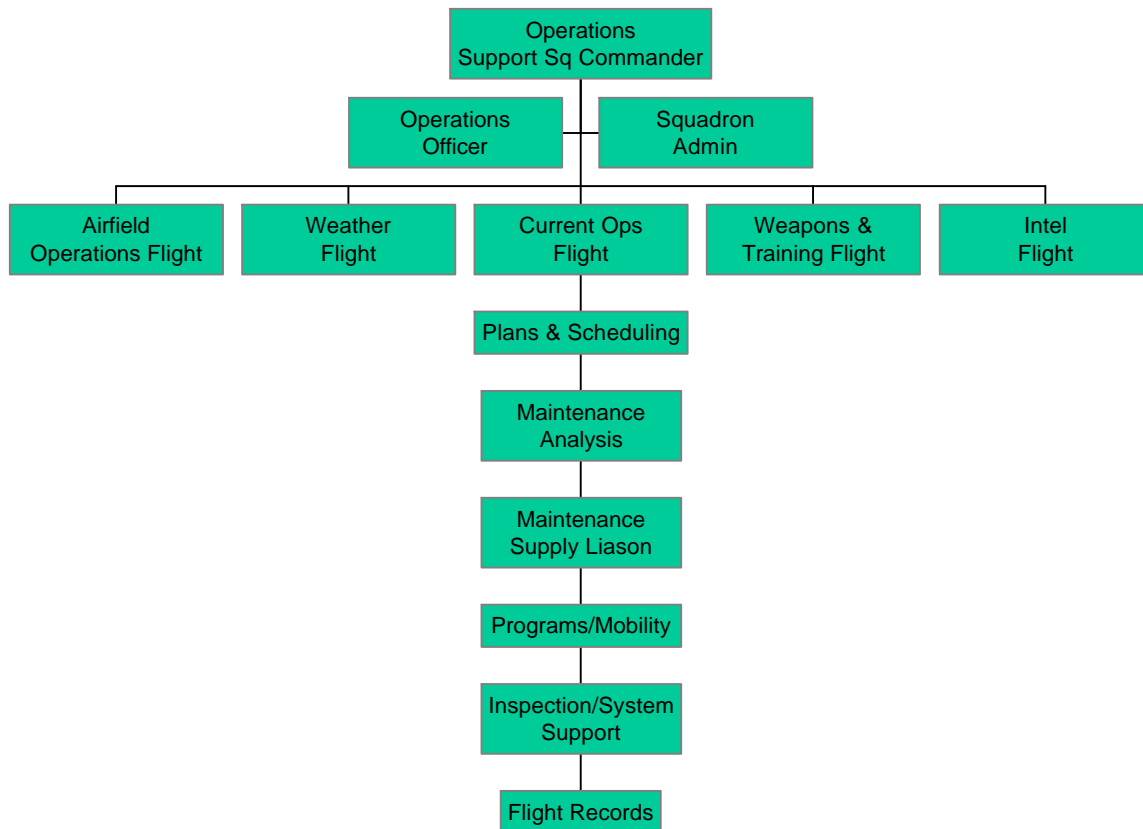 Operations
Support Sq Commander
Operations
Officer
Squadron
Admin
Airfield
Operations Flight
Weather
Flight
Current Ops
Flight
Weapons &
Training Flight
Intel
Flight
Plans & Scheduling
Maintenance
Analysis
Maintenance
Supply Liason
Programs/Mobility
Inspection/System
Support
Flight Records